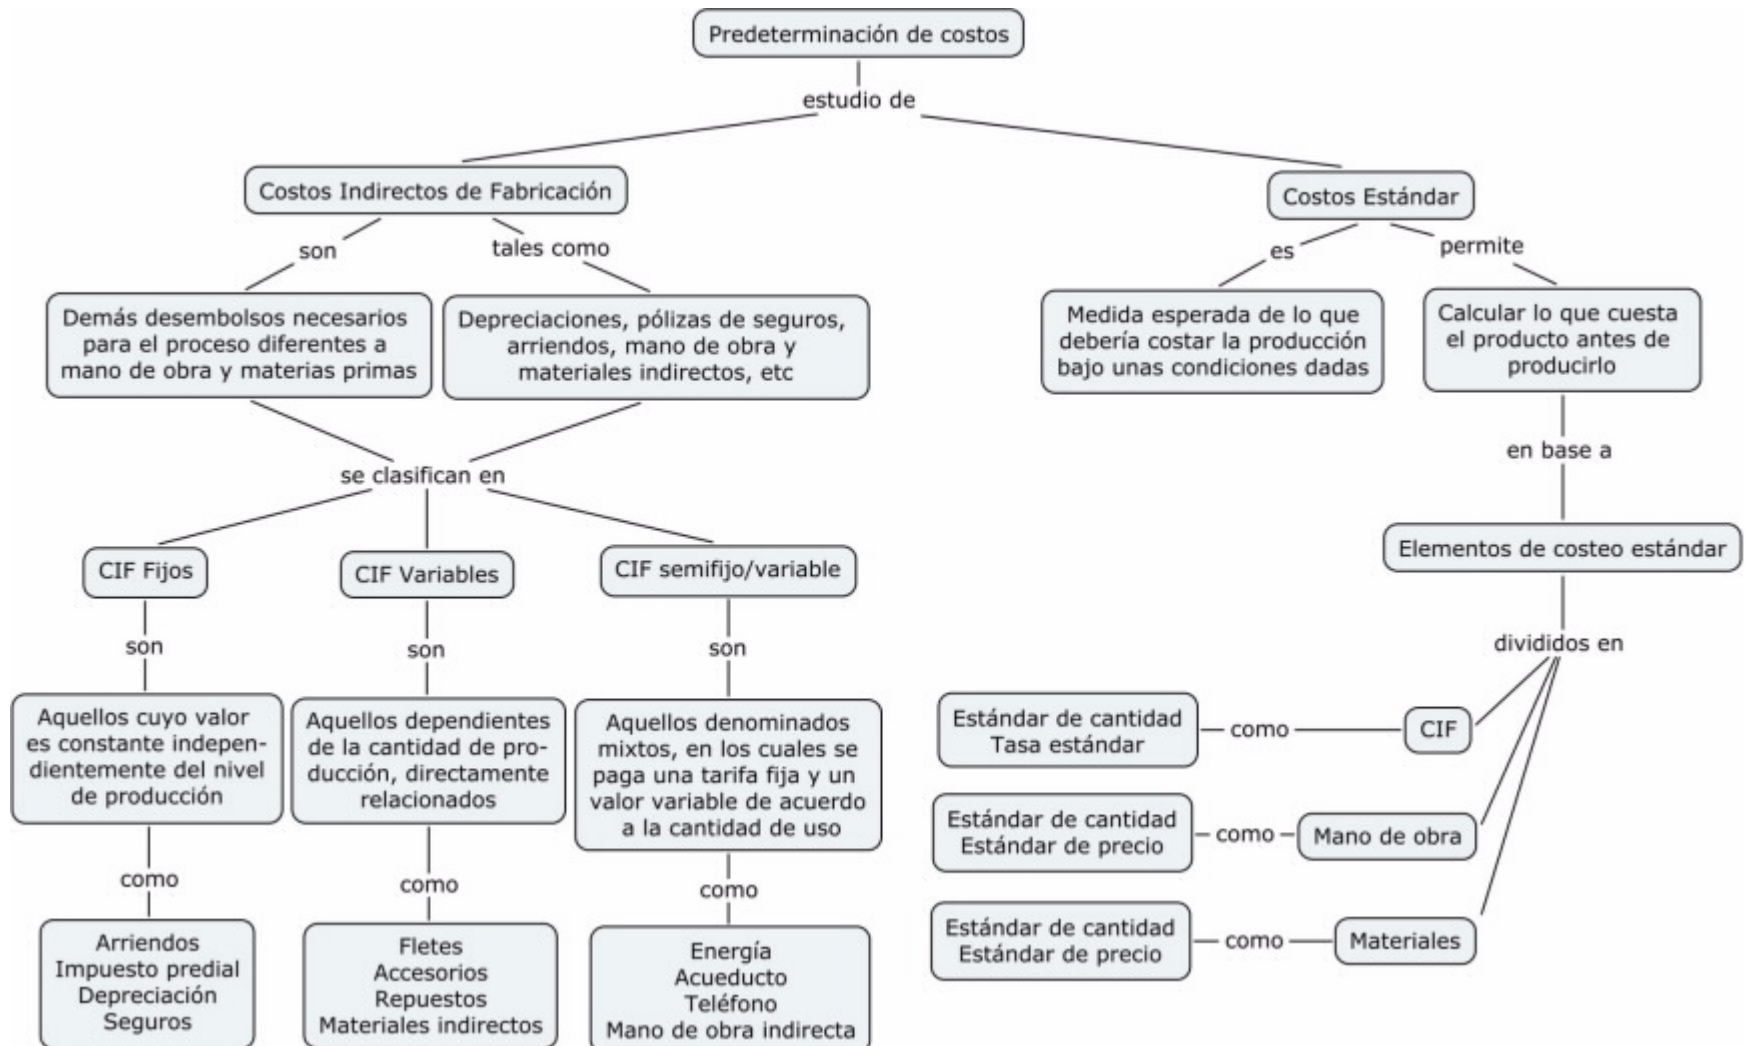 Predeterminación de costos
estudio de
Costos Indirectos de Fabricación
Costos Estándar
son
tales como
es
permite
Demás desembolsos necesarios
para el proceso diferentes a
mano de obra y materias primas
Depreciaciones, pólizas de seguros,
arriendos, mano de obra y
materiales indirectos, etc
Medida esperada de lo que
debería costar la producción
bajo unas condiciones dadas
Calcular lo que cuesta
el producto antes de
producirlo
se clasifican en
en base a
CIF Fijos
CIF Variables
CIF semifijo/variable
Elementos de costeo estándar
son
son
son
divididos en
Aquellos cuyo valor
es constante indepen-
dientemente del nivel
de producción
Aquellos dependientes
de la cantidad de pro-
ducción, directamente
relacionados
Aquellos denominados
mixtos, en los cuales se
paga una tarifa fija y un
valor variable de acuerdo
a la cantidad de uso
Estándar de cantidad
Tasa estándar
como
CIF
Estándar de cantidad
Estándar de precio
como
Mano de obra
como
como
como
Arriendos
Impuesto predial
Depreciación
Seguros
Fletes
Accesorios
Repuestos
Materiales indirectos
Energía
Acueducto
Teléfono
Mano de obra indirecta
Estándar de cantidad
Estándar de precio
como
Materiales